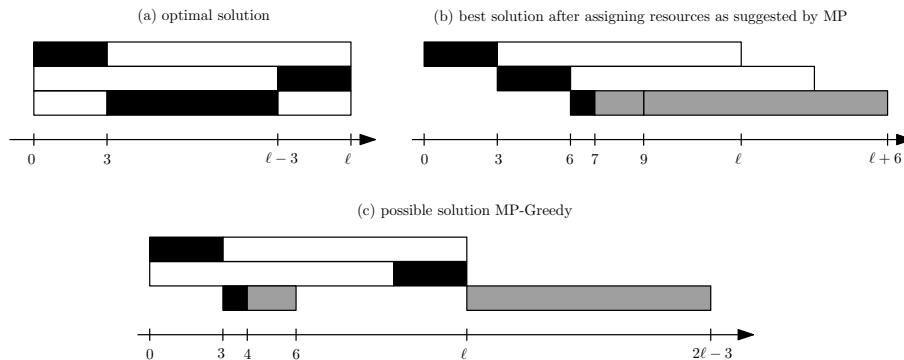 (a) optimal solution
(b) best solution after assigning resources as suggested by MP
0 3 ℓ − 3 ℓ
0 3 6 7 9 ℓ ℓ + 6
(c) possible solution MP-Greedy
0 3 4 6 ℓ 2ℓ − 3